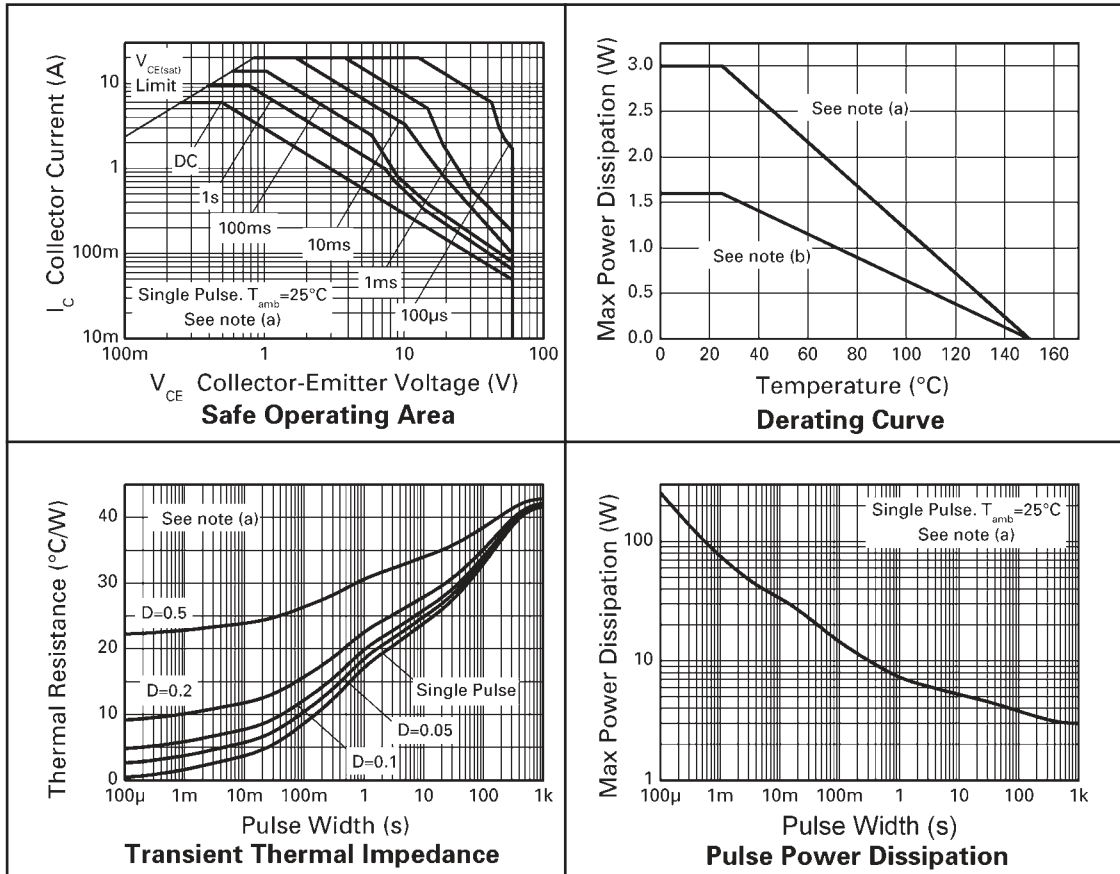 I_C Collector Current (A)
10
1
100m
10m
V_CE(sat)
Limit
DC
1s
100ms
10ms
1ms
100µs
Single Pulse. T_amb=25°C
See note (a)
100m 1 10 100
V_CE Collector-Emitter Voltage (V)
Safe Operating Area
Max Power Dissipation (W)
3.0
2.5
2.0
1.5
1.0
0.5
0.0
See note (a)
See note (b)
0 20 40 60 80 100 120 140 160
Temperature (°C)
Derating Curve
Thermal Resistance (°C/W)
40
30
20
10
0
See note (a)
D=0.5
D=0.2
Single Pulse
D=0.05
D=0.1
100µ 1m 10m 100m 1 10 100 1k
Pulse Width (s)
Transient Thermal Impedance
Max Power Dissipation (W)
100
10
1
Single Pulse. T_amb=25°C
See note (a)
100µ 1m 10m 100m 1 10 100 1k
Pulse Width (s)
Pulse Power Dissipation